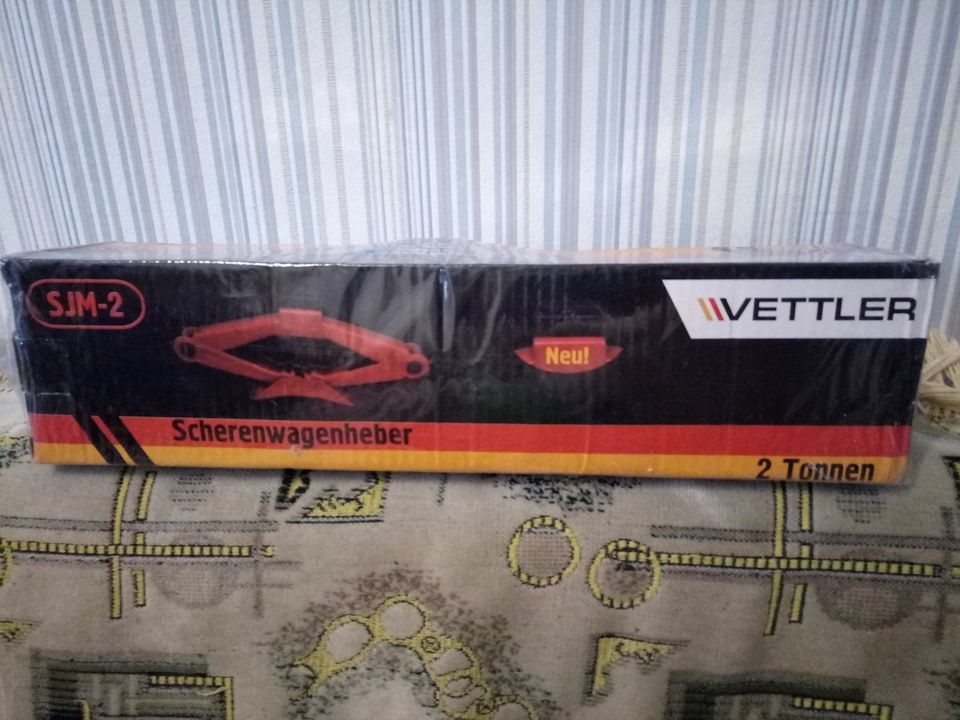 SJM-2
VETTLER
Neu!
Scherenwagenheber
2 Tonnen